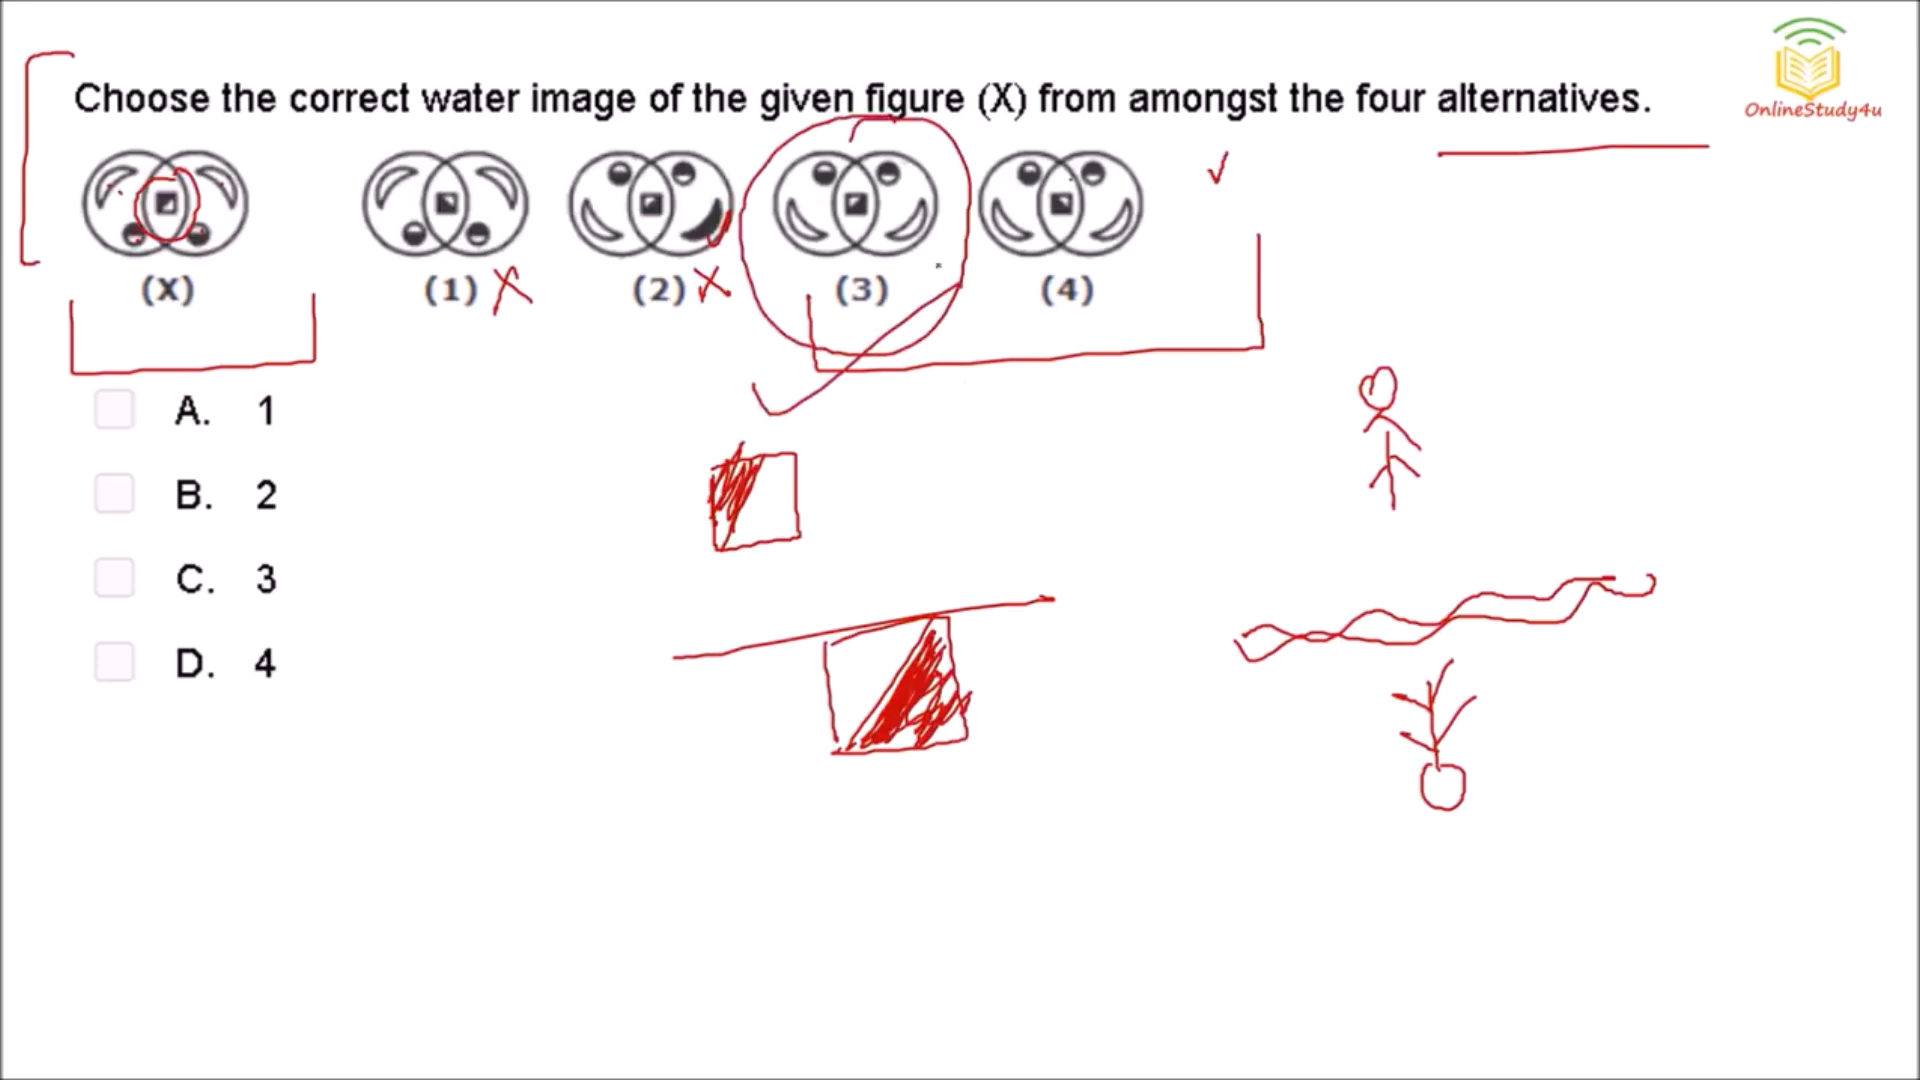 Choose the correct water image of the given figure (X) from amongst the four alternatives.
OnlineStudy4u
(X) (1) (2) (3) (4)
A. 1
B. 2
C. 3
D. 4